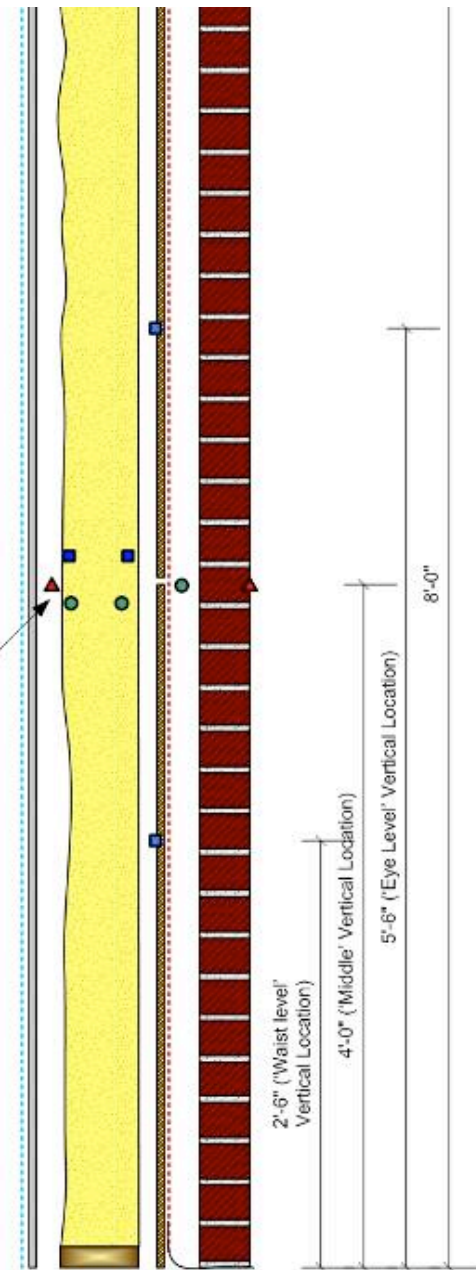 2'-6" ('Waist level'
Vertical Location)
4'-0" ('Middle' Vertical Location)
5'-6" ('Eye Level' Vertical Location)
8'-0"